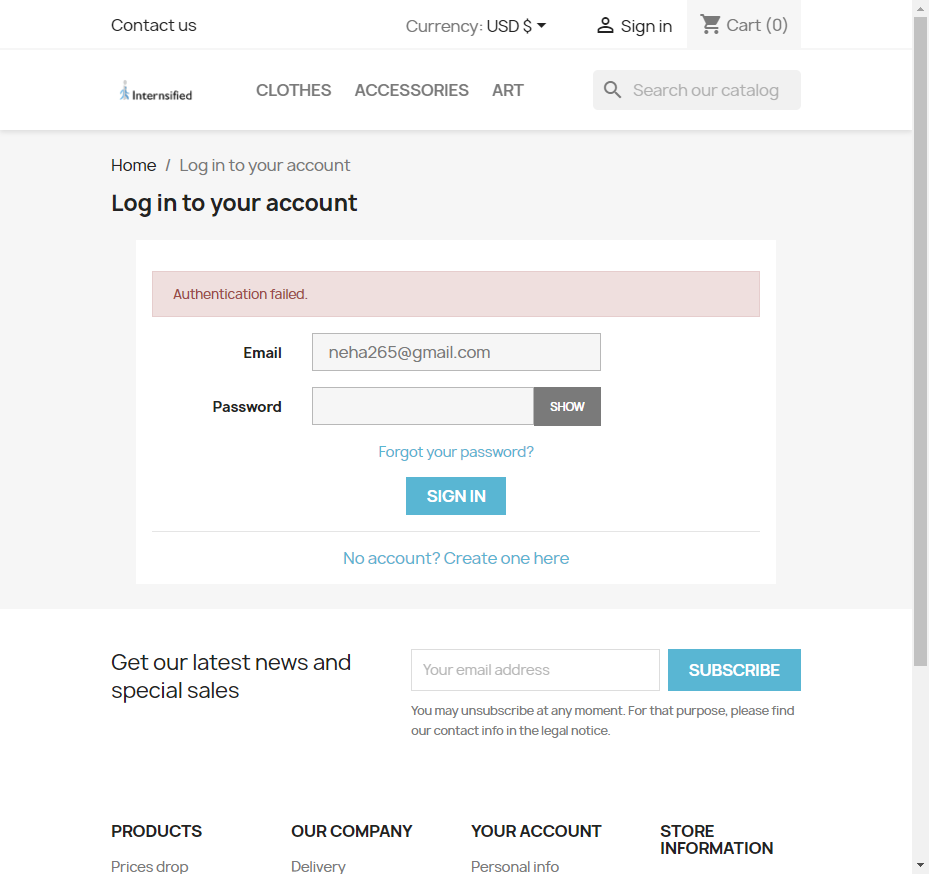 Contact us
Currency: USD $
Sign in
Cart (0)
Internsified
CLOTHES
ACCESSORIES
ART
Search our catalog
Home / Log in to your account
Log in to your account
Authentication failed.
Email
neha265@gmail.com
Password
SHOW
Forgot your password?
SIGN IN
No account? Create one here
Get our latest news and
special sales
Your email address
SUBSCRIBE
You may unsubscribe at any moment. For that purpose, please find
our contact info in the legal notice.
PRODUCTS
Prices drop
OUR COMPANY
Delivery
YOUR ACCOUNT
Personal info
STORE
INFORMATION